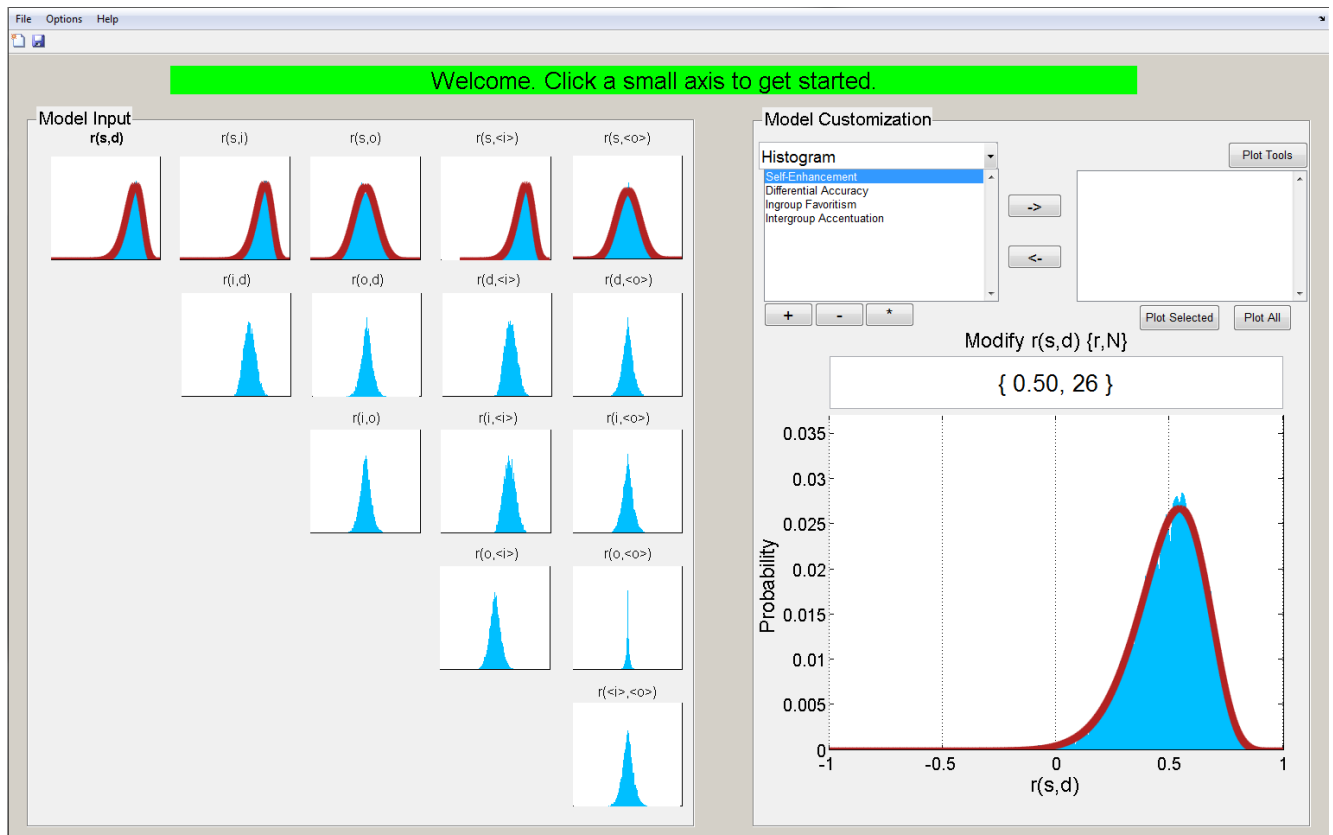 File Options Help
Welcome. Click a small axis to get started.
Model Input
r(s,d) r(s,i) r(s,o) r(s,<i>) r(s,<o>)
r(i,d) r(o,d) r(d,<i>) r(d,<o>)
r(i,o) r(i,<i>) r(i,<o>)
r(o,<i>) r(o,<o>)
r(<i>,<o>)
Model Customization
Histogram
Plot Tools
Self-Enhancement
Differential Accuracy
Ingroup Favoritism
Intergroup Accentuation
->
<-
+ - *
Plot Selected Plot All
Modify r(s,d) {r,N}
{ 0.50, 26 }
0.035
0.03
0.025
0.02
0.015
0.01
0.005
0
Probability
-1 -0.5 0 0.5 1
r(s,d)